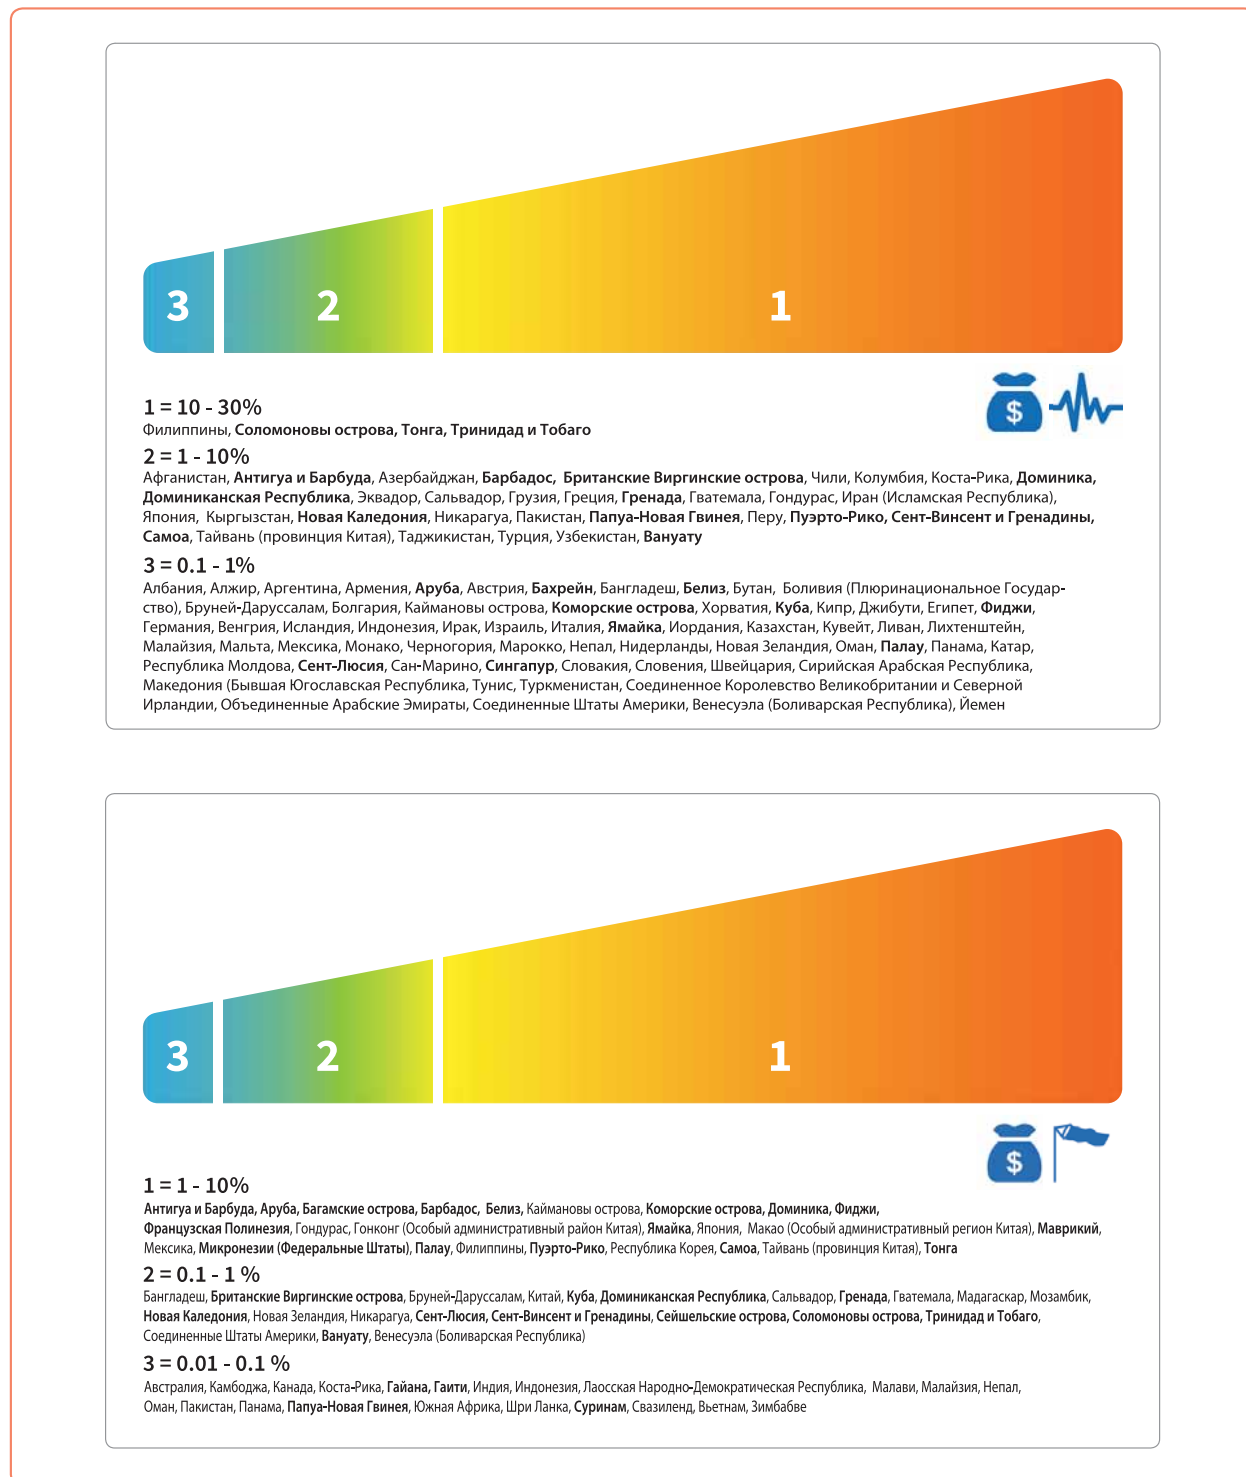 3
2
1
1 = 10 - 30%
Филиппины, Соломоновы острова, Тонга, Тринидад и Тобаго
2 = 1 - 10%
Афганистан, Антигуа и Барбуда, Азербайджан, Барбадос, Британские Виргинские острова, Чили, Колумбия, Коста-Рика, Доминика,
Доминиканская Республика, Эквадор, Сальвадор, Грузия, Греция, Гренада, Гватемала, Гондурас, Иран (Исламская Республика),
Япония, Кыргызстан, Новая Каледония, Никарагуа, Пакистан, Папуа-Новая Гвинея, Перу, Пуэрто-Рико, Сент-Винсент и Гренадины,
Самоа, Тайвань (провинция Китая), Таджикистан, Турция, Узбекистан, Вануату
3 = 0.1 - 1%
Албания, Алжир, Аргентина, Армения, Аруба, Австрия, Бахрейн, Бангладеш, Белиз, Бутан, Боливия (Плюринациональное Государ-
ство), Бруней-Даруссалам, Болгария, Каймановы острова, Коморские острова, Хорватия, Куба, Кипр, Джибути, Египет, Фиджи,
Германия, Венгрия, Исландия, Индонезия, Ирак, Израиль, Италия, Ямайка, Иордания, Казахстан, Кувейт, Ливан, Лихтенштейн,
Малайзия, Мальта, Мексика, Монако, Черногория, Марокко, Непал, Нидерланды, Новая Зеландия, Оман, Палау, Панама, Катар,
Республика Молдова, Сент-Люсия, Сан-Марино, Сингапур, Словакия, Словения, Швейцария, Сирийская Арабская Республика,
Македония (Бывшая Югославская Республика, Тунис, Туркменистан, Соединенное Королевство Великобритании и Северной
Ирландии, Объединенные Арабские Эмираты, Соединенные Штаты Америки, Венесуэла (Боливарская Республика), Йемен
3
2
1
1 = 1 - 10%
Антигуа и Барбуда, Аруба, Багамские острова, Барбадос, Белиз, Каймановы острова, Коморские острова, Доминика, Фиджи,
Французская Полинезия, Гондурас, Гонконг (Особый административный район Китая), Ямайка, Япония, Макао (Особый административный регион Китая), Маврикий,
Мексика, Микронезии (Федеральные Штаты), Палау, Филиппины, Пуэрто-Рико, Республика Корея, Самоа, Тайвань (провинция Китая), Тонга
2 = 0.1 - 1 %
Бангладеш, Британские Виргинские острова, Бруней-Даруссалам, Китай, Куба, Доминиканская Республика, Сальвадор, Гренада, Гватемала, Мадагаскар, Мозамбик,
Новая Каледония, Новая Зеландия, Никарагуа, Сент-Люсия, Сент-Винсент и Гренадины, Сейшельские острова, Соломоновы острова, Тринидад и Тобаго,
Соединенные Штаты Америки, Вануату, Венесуэла (Боливарская Республика)
3 = 0.01 - 0.1 %
Австралия, Камбоджа, Канада, Коста-Рика, Гайана, Гаити, Индия, Индонезия, Лаосская Народно-Демократическая Республика, Малави, Малайзия, Непал,
Оман, Пакистан, Панама, Папуа-Новая Гвинея, Южная Африка, Шри Ланка, Суринам, Свазиленд, Вьетнам, Зимбабве